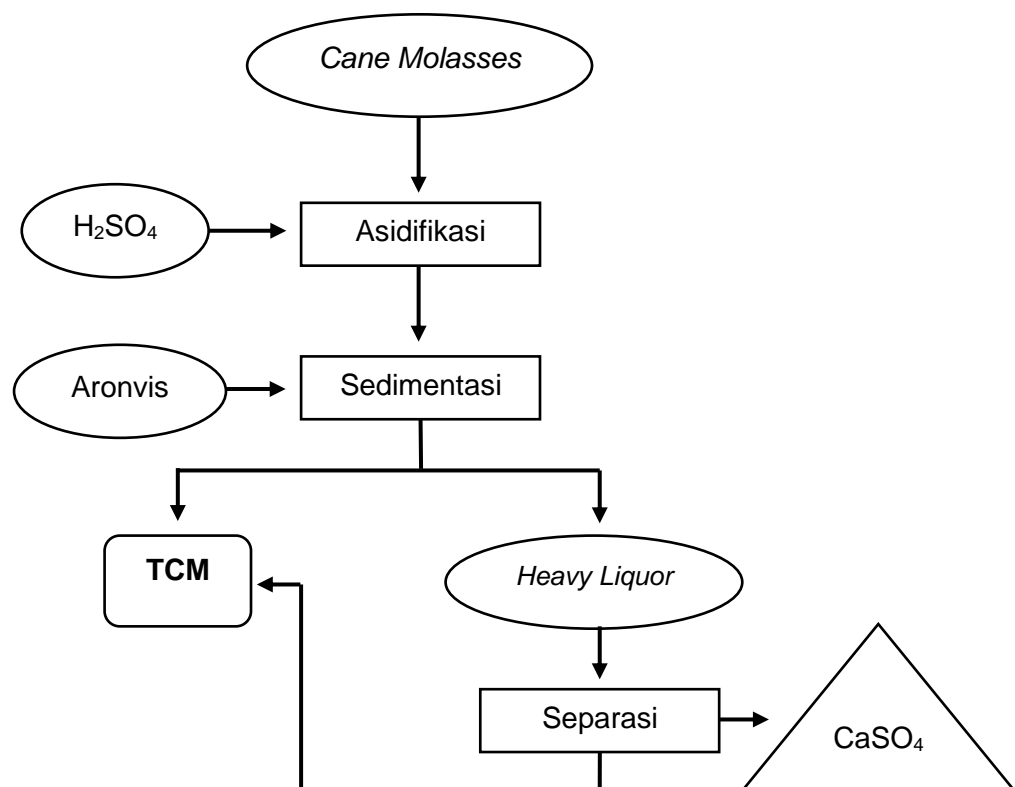 Cane Molasses
H₂SO₄
Asidifikasi
Aronvis
Sedimentasi
TCM
Heavy Liquor
Separasi
CaSO₄